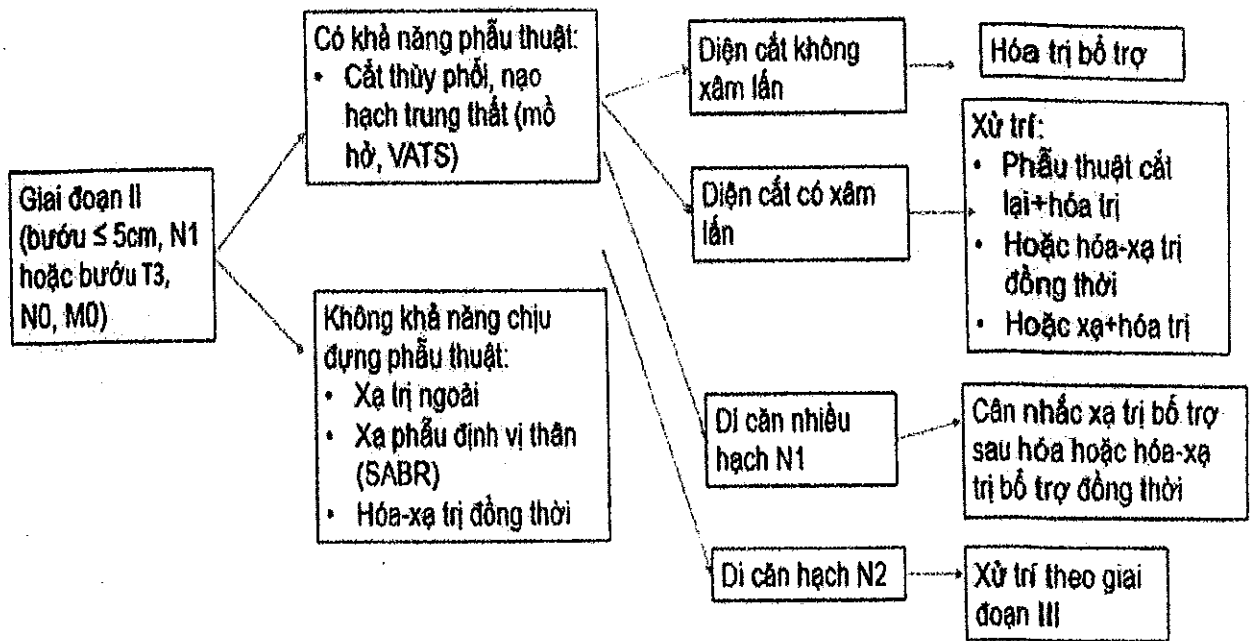 Giai đoạn II
(bướu ≤ 5cm, N1
hoặc bướu T3,
N0, M0)
Có khả năng phẫu thuật:
• Cắt thùy phổi, nạo
hạch trung thất (mổ
hở, VATS)
Không khả năng chịu
đựng phẫu thuật:
• Xạ trị ngoài
• Xạ phẫu định vị thân
(SABR)
• Hóa-xạ trị đồng thời
Diện cắt không
xâm lấn
Hóa trị bổ trợ
Diện cắt có xâm
lấn
Xử trí:
• Phẫu thuật cắt
lại+hóa trị
• Hoặc hóa-xạ trị
đồng thời
• Hoặc xạ+hóa trị
Di căn nhiều
hạch N1
Cân nhắc xạ trị bổ trợ
sau hóa hoặc hóa-xạ
trị bổ trợ đồng thời
Di căn hạch N2
Xử trí theo giai
đoạn III